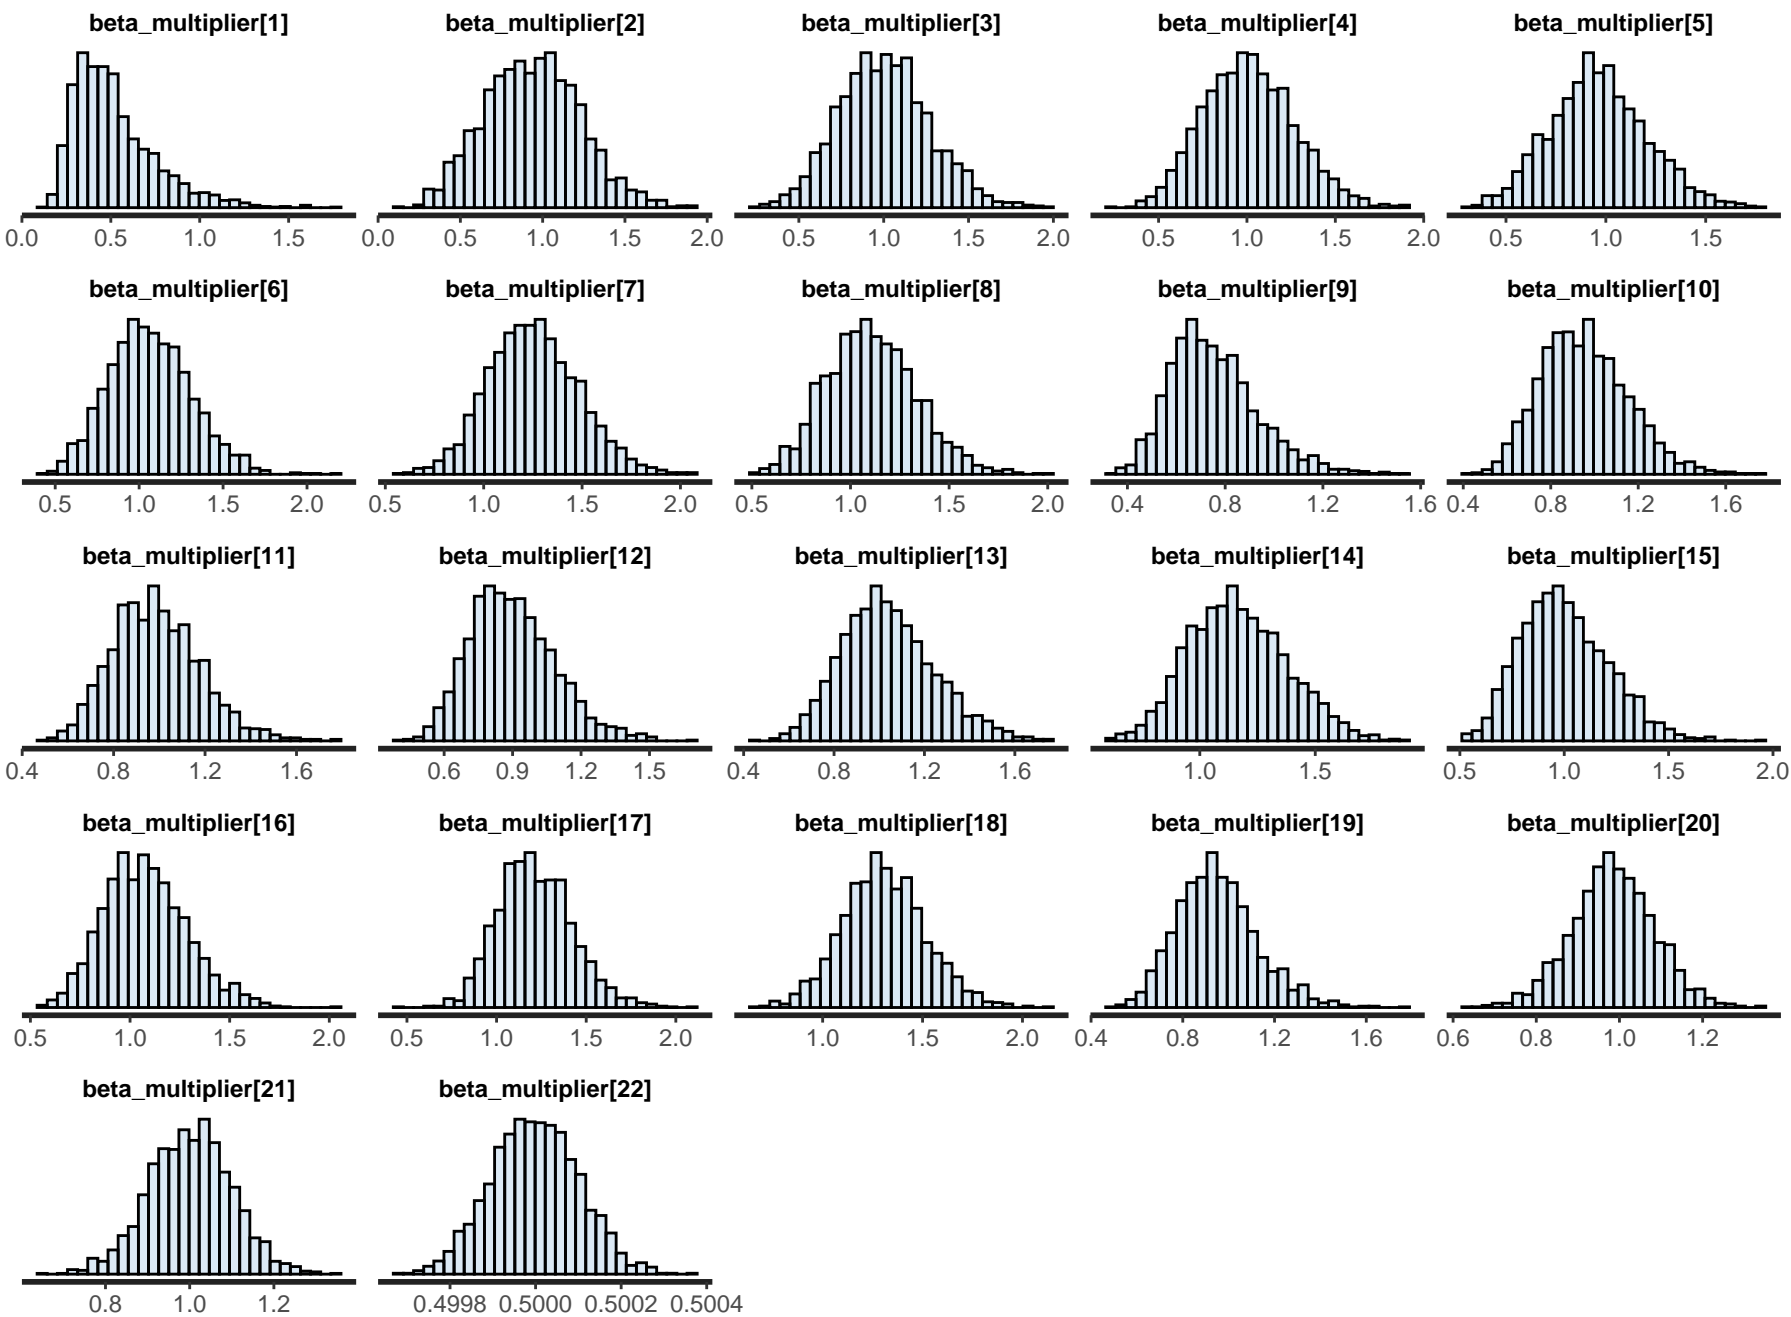 beta_multiplier[1] beta_multiplier[2] beta_multiplier[3] beta_multiplier[4] beta_multiplier[5]
0.0 0.5 1.0 1.5 0.0 0.5 1.0 1.5 2.0 0.5 1.0 1.5 2.0 0.5 1.0 1.5 2.0 0.5 1.0 1.5
beta_multiplier[6] beta_multiplier[7] beta_multiplier[8] beta_multiplier[9] beta_multiplier[10]
0.5 1.0 1.5 2.0 0.5 1.0 1.5 2.0 0.5 1.0 1.5 2.0 0.4 0.8 1.2 1.6 0.4 0.8 1.2 1.6
beta_multiplier[11] beta_multiplier[12] beta_multiplier[13] beta_multiplier[14] beta_multiplier[15]
0.4 0.8 1.2 1.6 0.6 0.9 1.2 1.5 0.4 0.8 1.2 1.6 1.0 1.5 0.5 1.0 1.5 2.0
beta_multiplier[16] beta_multiplier[17] beta_multiplier[18] beta_multiplier[19] beta_multiplier[20]
0.5 1.0 1.5 2.0 0.5 1.0 1.5 2.0 1.0 1.5 2.0 0.4 0.8 1.2 1.6 0.6 0.8 1.0 1.2
beta_multiplier[21] beta_multiplier[22]
0.8 1.0 1.2 0.4998 0.5000 0.5002 0.5004